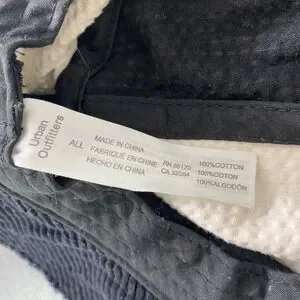 Urban
Outfitters
ALL
MADE IN CHINA
FABRIQUE EN CHINE
HECHO EN CHINA
RN 66170
CA 32054
100%COTTON
100%COTON
100%ALGODÓN